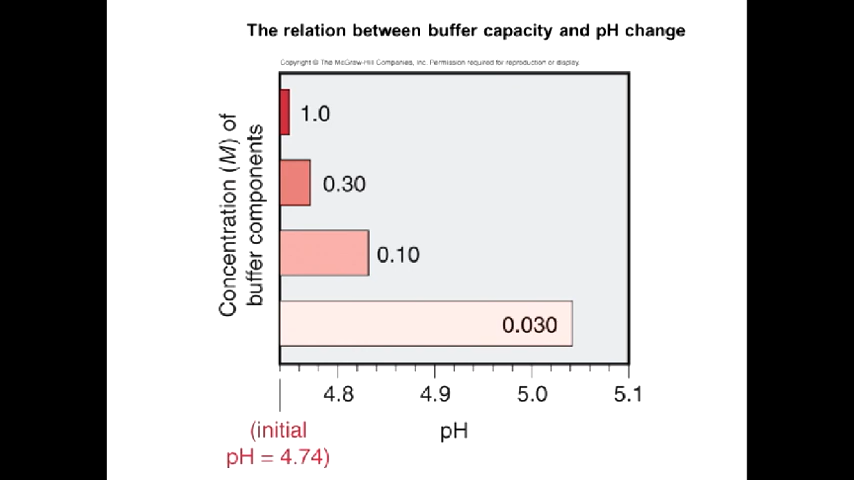 The relation between buffer capacity and pH change
Copyright © The McGraw-Hill Companies, Inc. Permission required for reproduction or display.
Concentration (M) of
buffer components
1.0
0.30
0.10
0.030
4.8 4.9 5.0 5.1
(initial
pH = 4.74)
pH